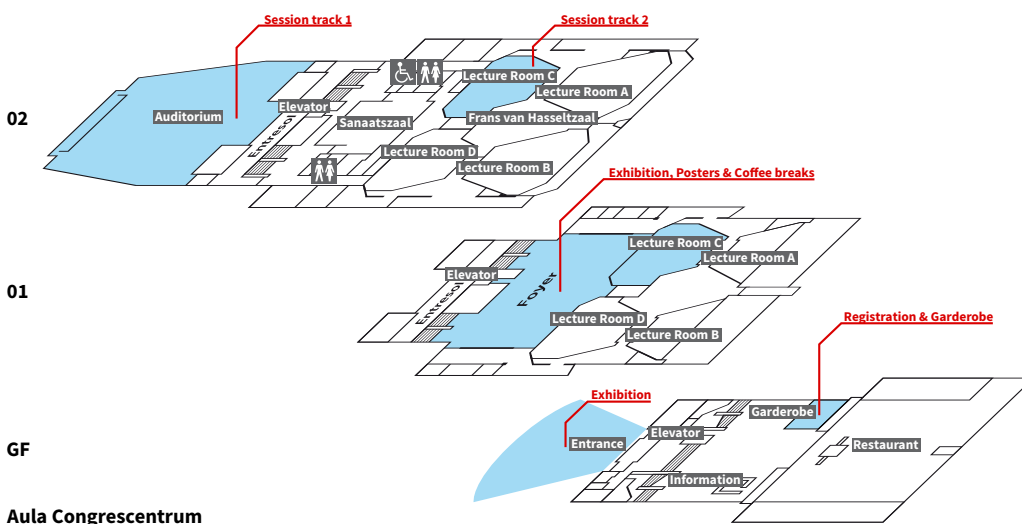 Session track 1
Session track 2
Lecture Room C
Lecture Room A
Elevator
Auditorium
Frans van Hasseltzaal
02
Sanaatszaal
Entresol
Lecture Room D
Lecture Room B
Exhibition, Posters & Coffee breaks
Lecture Room C
Lecture Room A
Elevator
Foyer
01
Entresol
Lecture Room D
Lecture Room B
Registration & Garderobe
Exhibition
Garderobe
Elevator
Entrance
Restaurant
GF
Information
Aula Congrescentrum